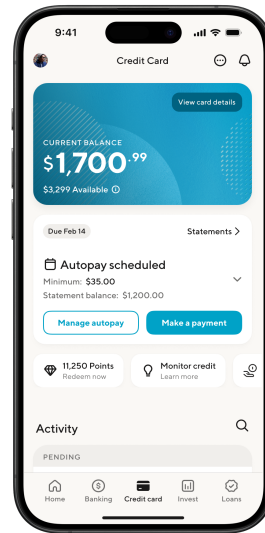 9:41
Credit Card
View card details
CURRENT BALANCE
$1,700.99
$3,299 Available
Due Feb 14
Statements
Autopay scheduled
Minimum: $35.00
Statement balance: $1,200.00
Manage autopay
Make a payment
11,250 Points
Redeem now
Monitor credit
Learn more
Activity
PENDING
Home
Banking
Credit card
Invest
Loans